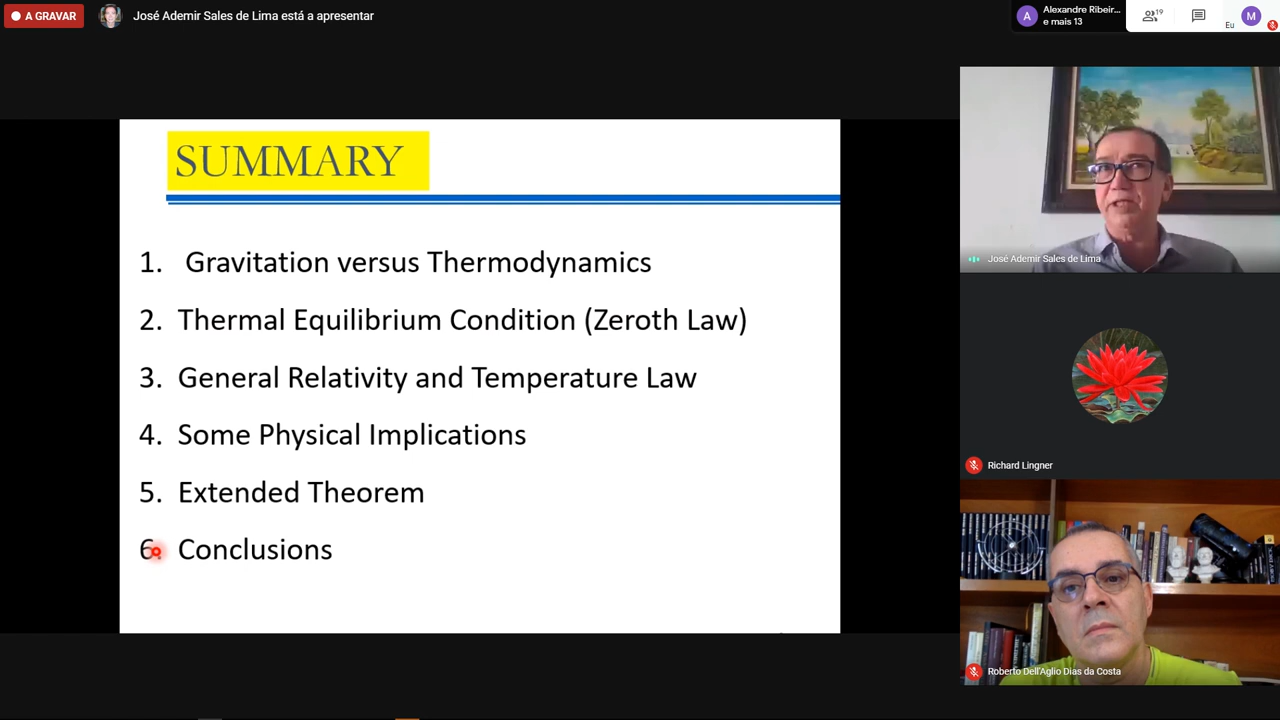 A GRAVAR
José Ademir Sales de Lima está a apresentar
A
Alexandre Ribeir...
e mais 13
19
Eu
M
SUMMARY
1. Gravitation versus Thermodynamics
2. Thermal Equilibrium Condition (Zeroth Law)
3. General Relativity and Temperature Law
4. Some Physical Implications
5. Extended Theorem
6. Conclusions
José Ademir Sales de Lima
Richard Lingner
Roberto Dell'Aglio Dias da Costa